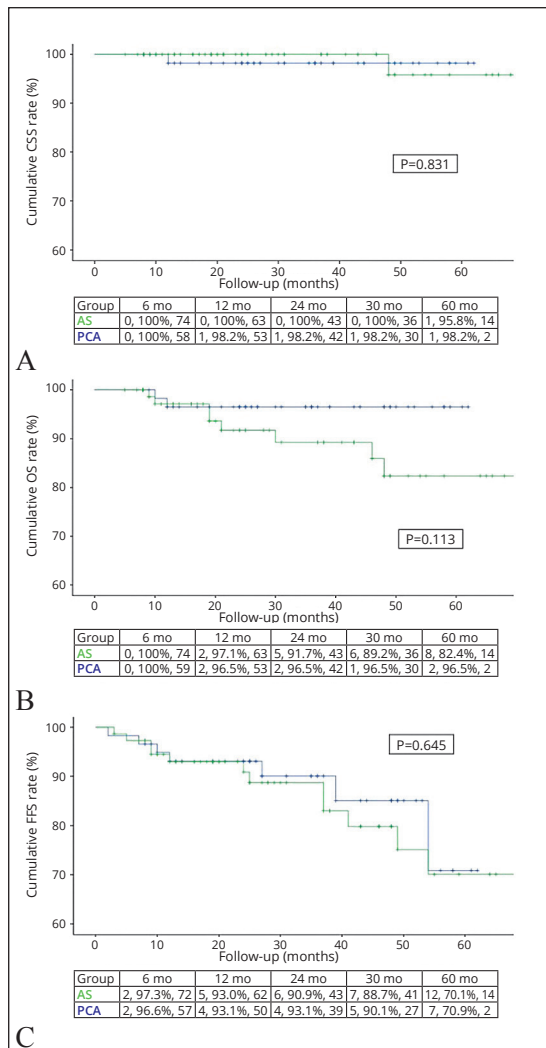 100
90
80
70
60
Cumulative CSS rate (%)
P=0.831
0 10 20 30 40 50 60
Follow-up (months)
Group 6 mo 12 mo 24 mo 30 mo 60 mo
AS 0, 100%, 74 0, 100%, 63 0, 100%, 43 0, 100%, 36 1, 95.8%, 14
PCA 0, 100%, 58 1, 98.2%, 53 1, 98.2%, 42 1, 98.2%, 30 1, 98.2%, 2
A
100
90
80
70
60
Cumulative OS rate (%)
P=0.113
0 10 20 30 40 50 60
Follow-up (months)
Group 6 mo 12 mo 24 mo 30 mo 60 mo
AS 0, 100%, 74 2, 97.1%, 63 5, 91.7%, 43 6, 89.2%, 36 8, 82.4%, 14
PCA 0, 100%, 59 2, 96.5%, 53 2, 96.5%, 42 1, 96.5%, 30 2, 96.5%, 2
B
100
90
80
70
60
Cumulative FFS rate (%)
P=0.645
0 10 20 30 40 50 60
Follow-up (months)
Group 6 mo 12 mo 24 mo 30 mo 60 mo
AS 2, 97.3%, 72 5, 93.0%, 62 6, 90.9%, 43 7, 88.7%, 41 12, 70.1%, 14
PCA 2, 96.6%, 57 4, 93.1%, 50 4, 93.1%, 39 5, 90.1%, 27 7, 70.9%, 2
C